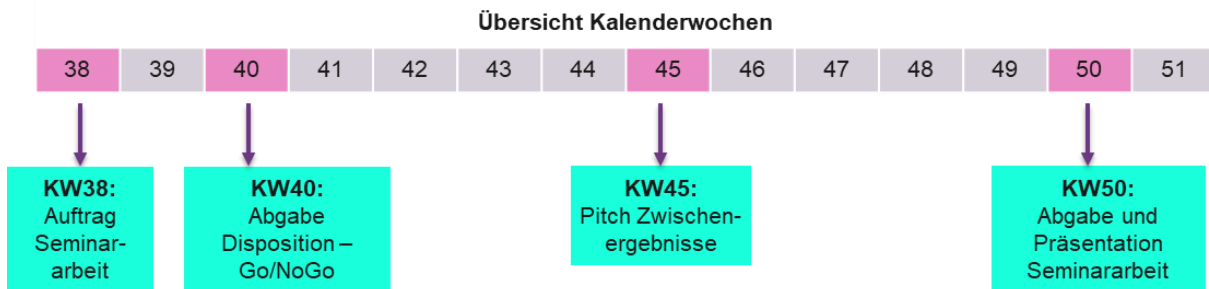 Übersicht Kalenderwochen
38 39 40 41 42 43 44 45 46 47 48 49 50 51
KW38:
Auftrag
Seminar-
arbeit
KW40:
Abgabe
Disposition –
Go/NoGo
KW45:
Pitch Zwischen-
ergebnisse
KW50:
Abgabe und
Präsentation
Seminararbeit